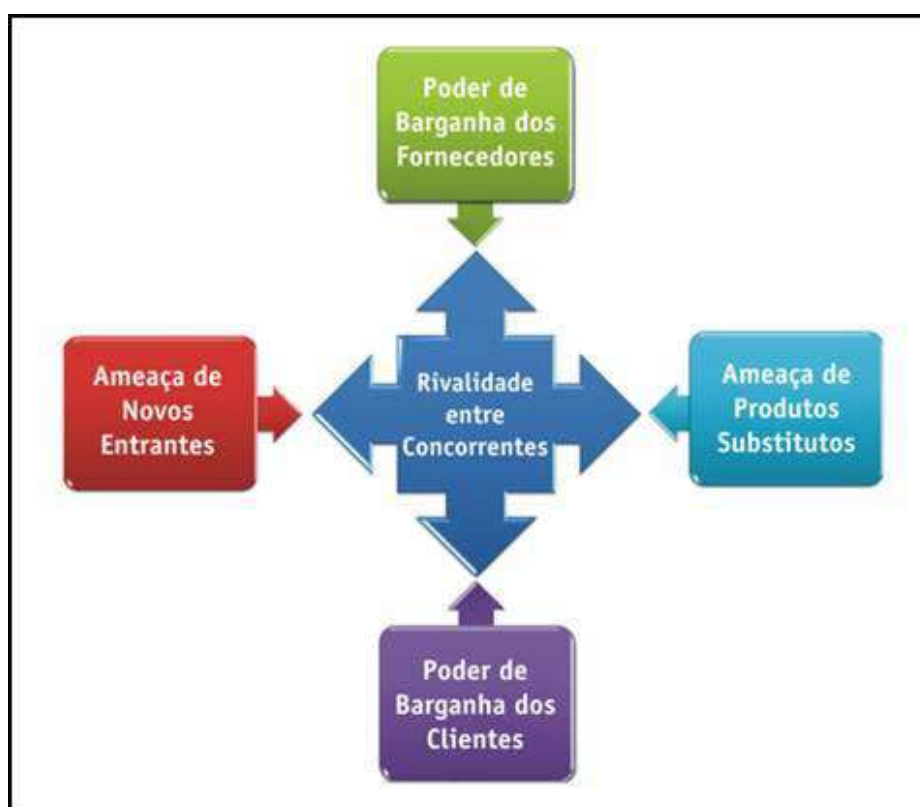 Poder de
Barganha dos
Fornecedores
Ameaça de
Novos
Entrantes
Rivalidade
entre
Concorrentes
Ameaça de
Produtos
Substitutos
Poder de
Barganha dos
Clientes